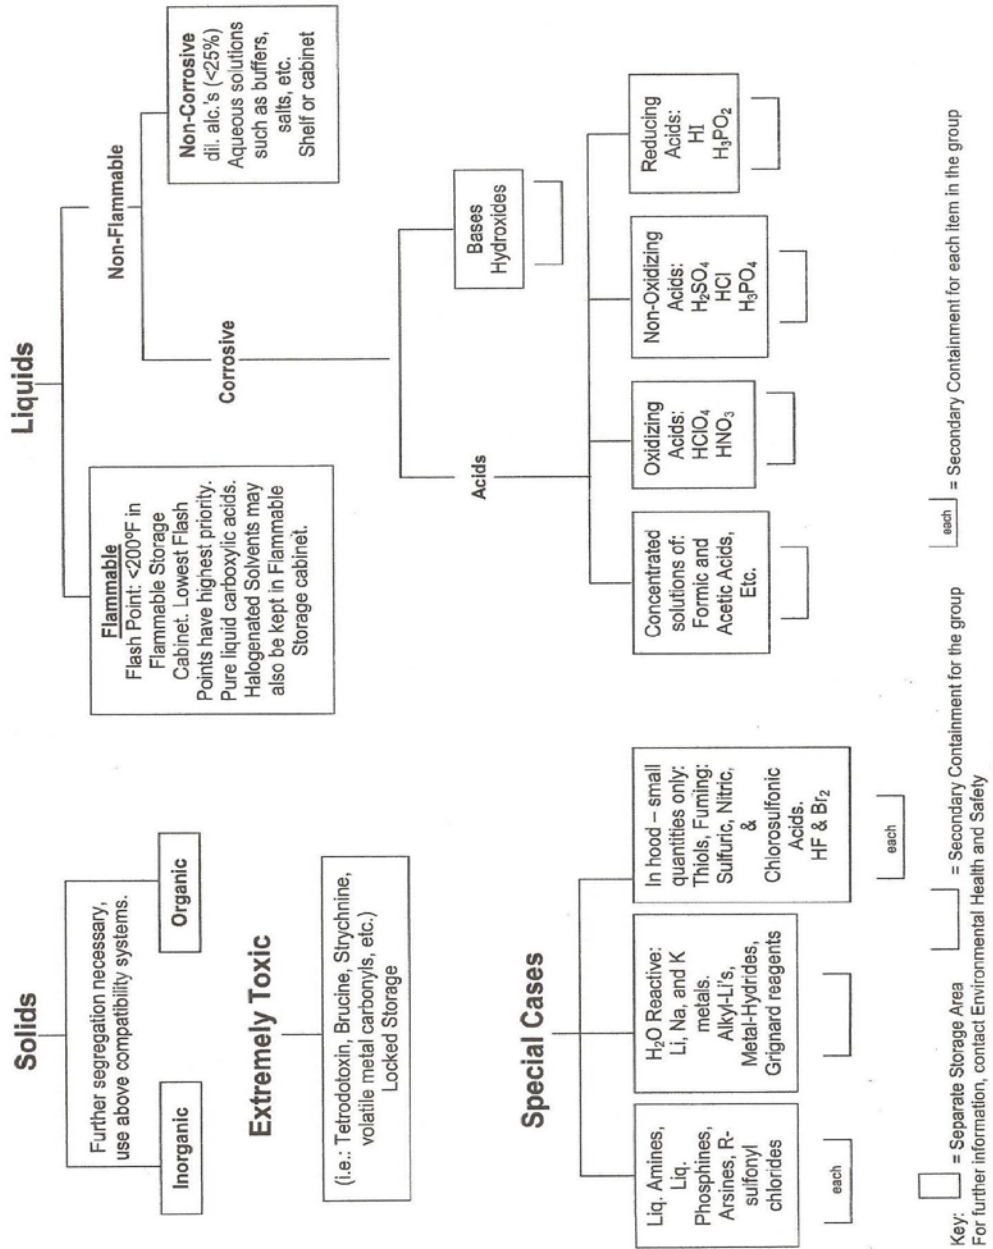 Solids
Further segregation necessary,
use above compatibility systems.
Inorganic
Organic
Extremely Toxic
(i.e.: Tetrodotoxin, Brucine, Strychnine,
volatile metal carbonyls, etc.)
Locked Storage
Special Cases
Liq. Amines,
Liq.
Phosphines,
Arsines, R-
sulfonyl
chlorides
each
H₂O Reactive:
Li, Na, and K
metals.
Alkyl-Li's,
Metal-Hydrides,
Grignard reagents
In hood – small
quantities only:
Thiols, Fuming:
Sulfuric, Nitric,
&
Chlorosulfonic
Acids.
HF & Br₂
each
Liquids
Flammable
Flash Point: <200ºF in
Flammable Storage
Cabinet. Lowest Flash
Points have highest priority.
Pure liquid carboxylic acids.
Halogenated Solvents may
also be kept in Flammable
Storage cabinet.
Non-Flammable
Corrosive
Non-Corrosive
dil. alc.'s (<25%)
Aqueous solutions
such as buffers,
salts, etc.
Shelf or cabinet
Acids
Bases
Hydroxides
Concentrated
solutions of:
Formic and
Acetic Acids,
Etc.
Oxidizing
Acids:
HClO₄
HNO₃
Non-Oxidizing
Acids:
H₂SO₄
HCl
H₃PO₄
Reducing
Acids:
HI
H₃PO₂
Key: = Separate Storage Area = Secondary Containment for the group each = Secondary Containment for each item in the group
For further information, contact Environmental Health and Safety